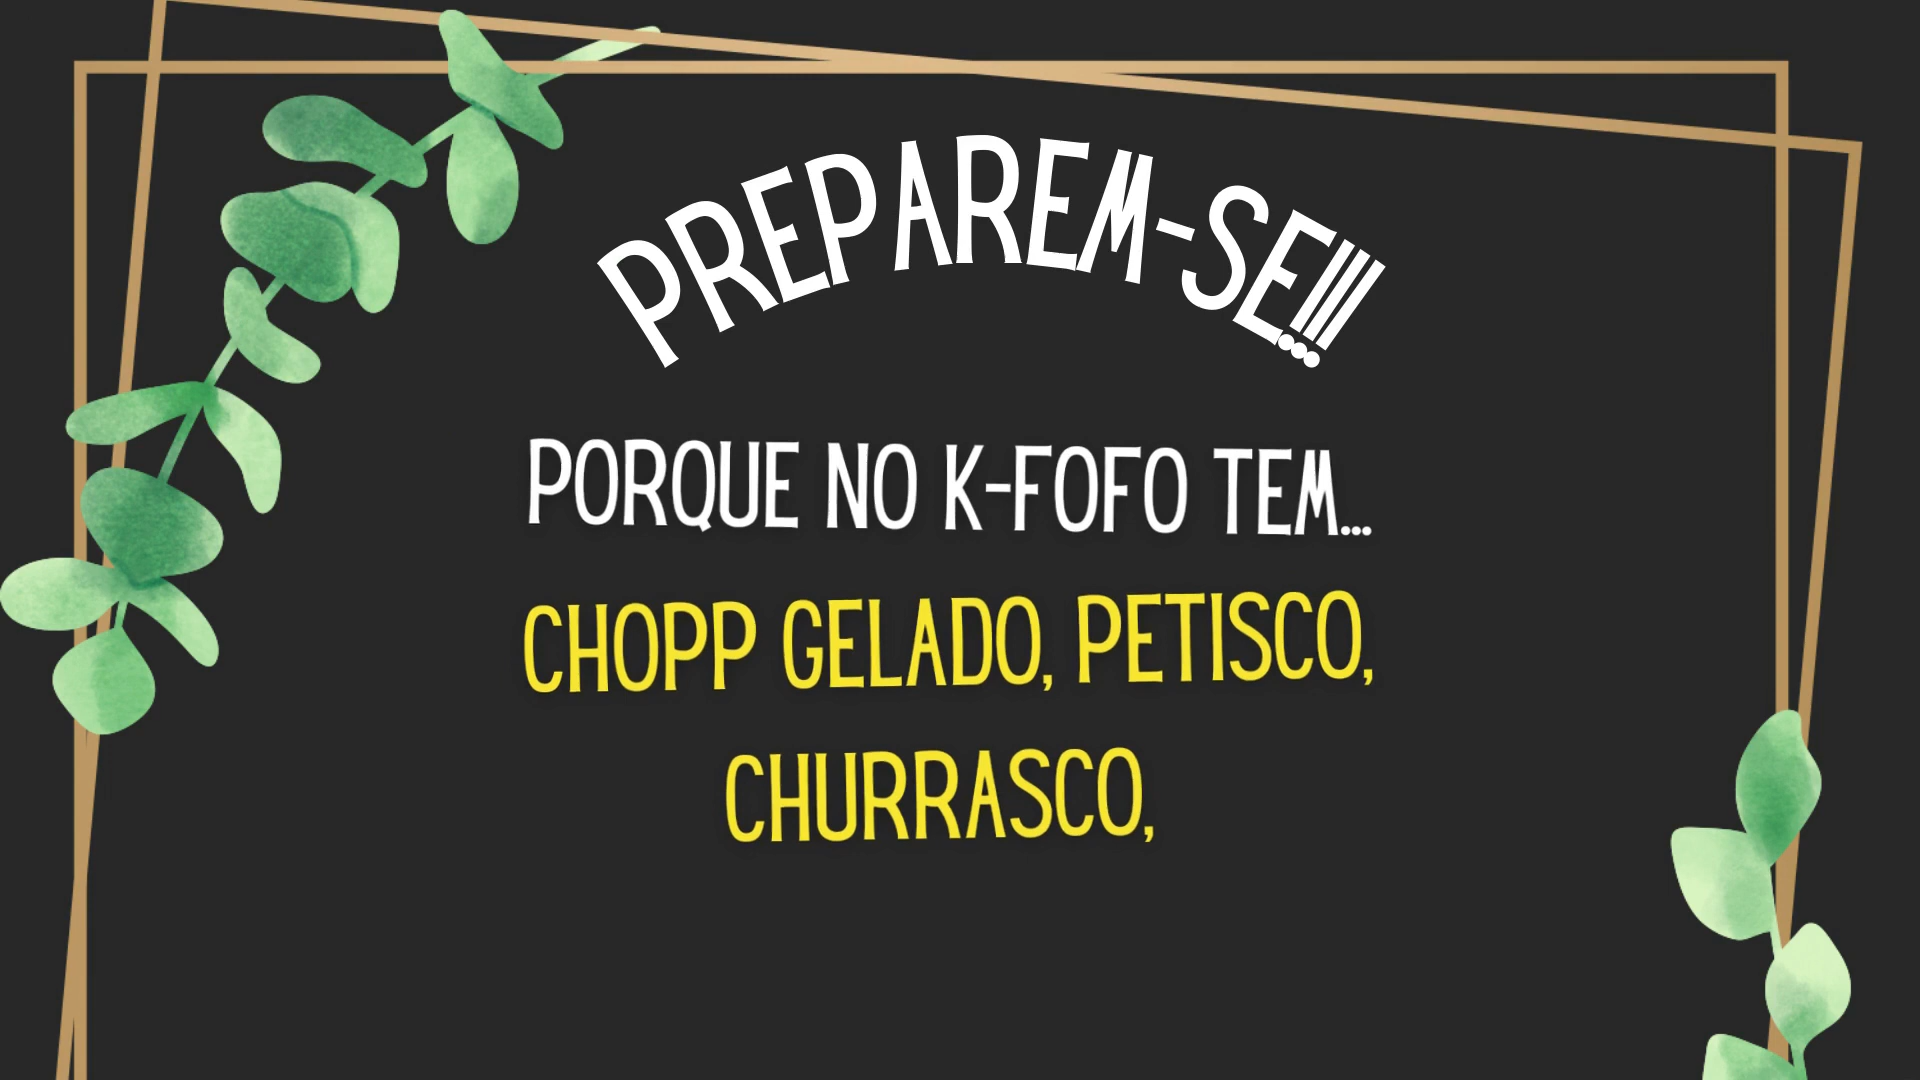 PREPAREM-SE!!!
PORQUE NO K-FOFO TEM...
CHOPP GELADO, PETISCO,
CHURRASCO,